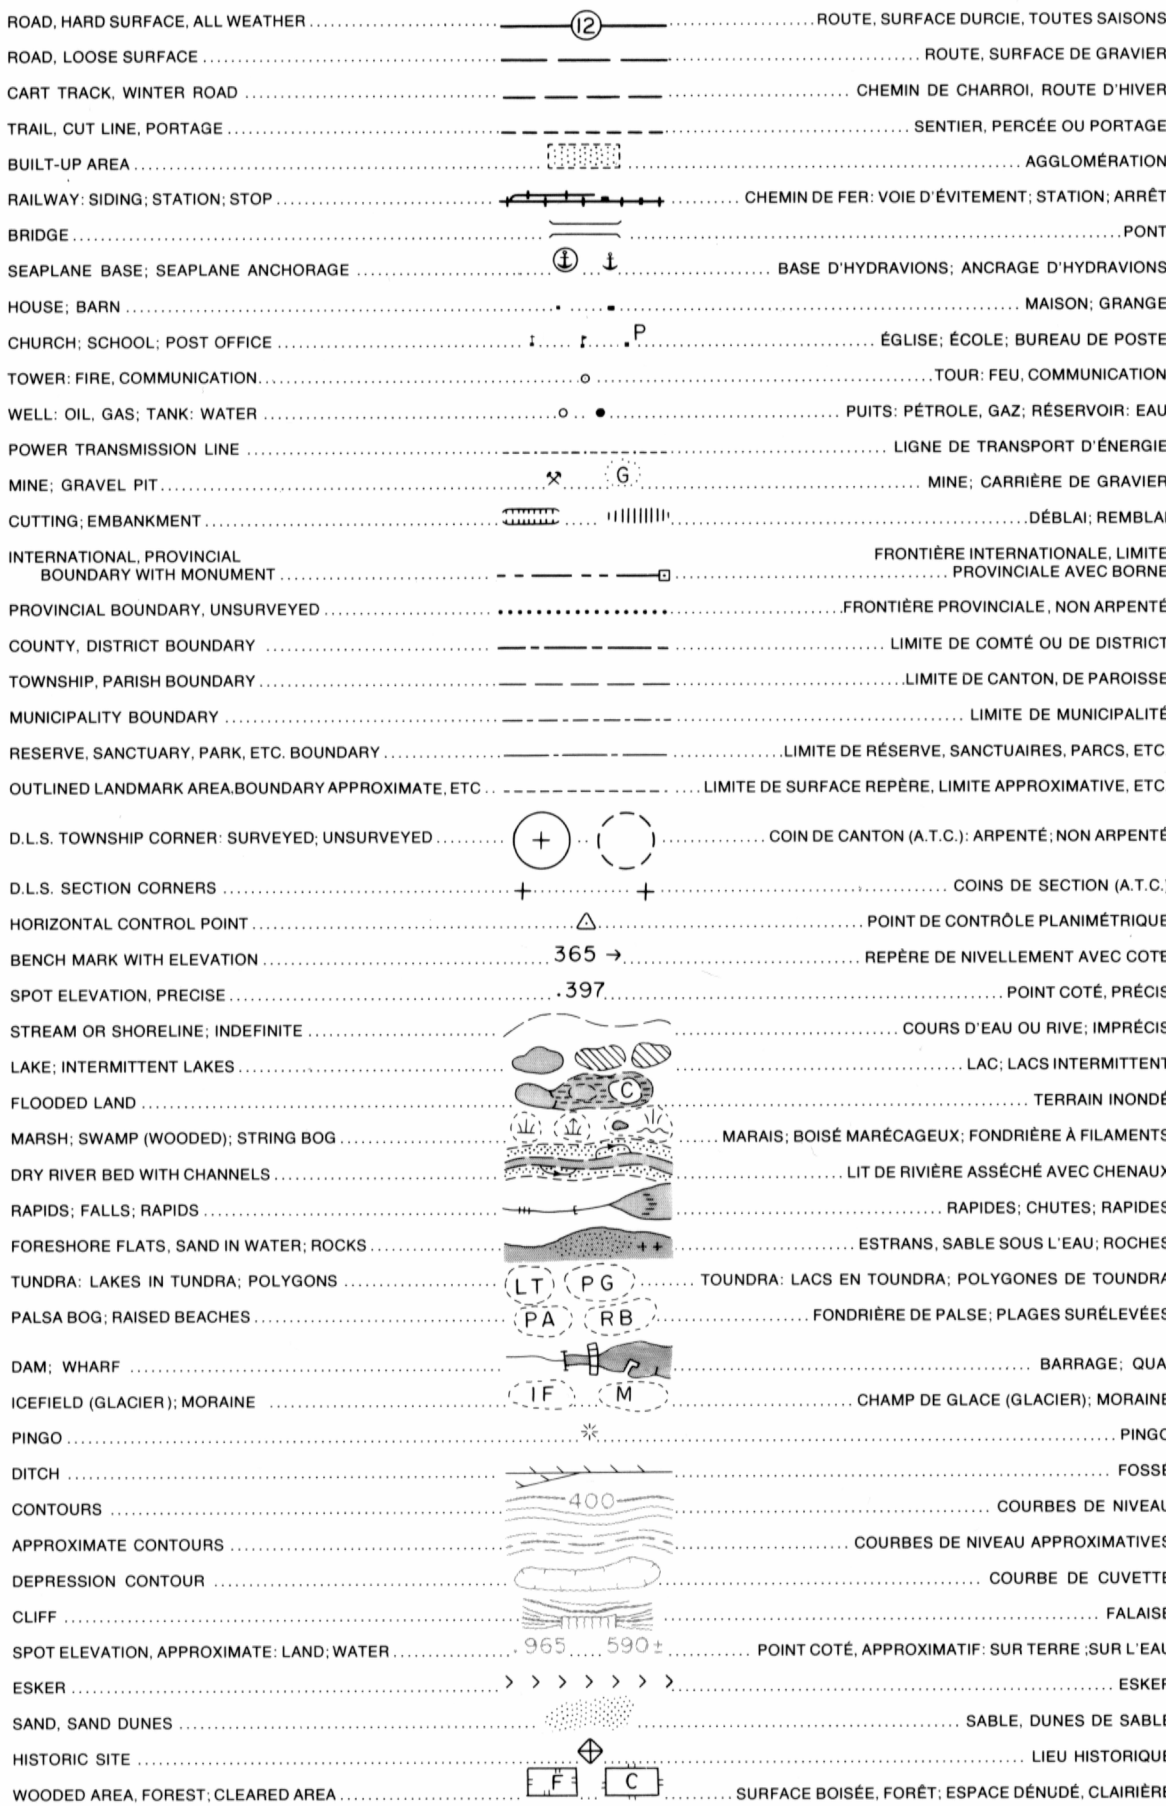 ROAD, HARD SURFACE, ALL WEATHER 12 ROUTE, SURFACE DURCIE, TOUTES SAISONS
ROAD, LOOSE SURFACE ROUTE, SURFACE DE GRAVIER
CART TRACK, WINTER ROAD CHEMIN DE CHARROI, ROUTE D'HIVER
TRAIL, CUT LINE, PORTAGE SENTIER, PERCÉE OU PORTAGE
BUILT-UP AREA AGGLOMÉRATION
RAILWAY: SIDING; STATION; STOP CHEMIN DE FER: VOIE D'ÉVITEMENT; STATION; ARRÊT
BRIDGE PONT
SEAPLANE BASE; SEAPLANE ANCHORAGE BASE D'HYDRAVIONS; ANCRAGE D'HYDRAVIONS
HOUSE; BARN MAISON; GRANGE
CHURCH; SCHOOL; POST OFFICE P ÉGLISE; ÉCOLE; BUREAU DE POSTE
TOWER: FIRE, COMMUNICATION TOUR: FEU, COMMUNICATION
WELL: OIL, GAS; TANK: WATER PUITS: PÉTROLE, GAZ; RÉSERVOIR: EAU
POWER TRANSMISSION LINE LIGNE DE TRANSPORT D'ÉNERGIE
MINE; GRAVEL PIT G MINE; CARRIÈRE DE GRAVIER
CUTTING; EMBANKMENT DÉBLAI; REMBLAI
INTERNATIONAL, PROVINCIAL FRONTIÈRE INTERNATIONALE, LIMITE
BOUNDARY WITH MONUMENT PROVINCIALE AVEC BORNE
PROVINCIAL BOUNDARY, UNSURVEYED FRONTIÈRE PROVINCIALE, NON ARPENTÉ
COUNTY, DISTRICT BOUNDARY LIMITE DE COMTÉ OU DE DISTRICT
TOWNSHIP, PARISH BOUNDARY LIMITE DE CANTON, DE PAROISSE
MUNICIPALITY BOUNDARY LIMITE DE MUNICIPALITÉ
RESERVE, SANCTUARY, PARK, ETC. BOUNDARY LIMITE DE RÉSERVE, SANCTUAIRES, PARCS, ETC
OUTLINED LANDMARK AREA.BOUNDARY APPROXIMATE, ETC LIMITE DE SURFACE REPÈRE, LIMITE APPROXIMATIVE, ETC
D.L.S. TOWNSHIP CORNER: SURVEYED; UNSURVEYED COIN DE CANTON (A.T.C.): ARPENTÉ; NON ARPENTÉ
D.L.S. SECTION CORNERS COINS DE SECTION (A.T.C.)
HORIZONTAL CONTROL POINT POINT DE CONTRÔLE PLANIMÉTRIQUE
BENCH MARK WITH ELEVATION 365 → REPÈRE DE NIVELLEMENT AVEC COTE
SPOT ELEVATION, PRECISE .397 POINT COTÉ, PRÉCIS
STREAM OR SHORELINE; INDEFINITE COURS D'EAU OU RIVE; IMPRÉCIS
LAKE; INTERMITTENT LAKES LAC; LACS INTERMITTENT
FLOODED LAND C TERRAIN INONDÉ
MARSH; SWAMP (WOODED); STRING BOG MARAIS; BOISÉ MARÉCAGEUX; FONDRIÈRE À FILAMENTS
DRY RIVER BED WITH CHANNELS LIT DE RIVIÈRE ASSÉCHÉ AVEC CHENAUX
RAPIDS; FALLS; RAPIDS RAPIDES; CHUTES; RAPIDES
FORESHORE FLATS, SAND IN WATER; ROCKS ESTRANS, SABLE SOUS L'EAU; ROCHES
TUNDRA: LAKES IN TUNDRA; POLYGONS LT PG TOUNDRA: LACS EN TOUNDRA; POLYGONES DE TOUNDRA
PALSA BOG; RAISED BEACHES PA RB FONDRIÈRE DE PALSE; PLAGES SURÉLEVÉES
DAM; WHARF BARRAGE; QUA
ICEFIELD (GLACIER); MORAINE IF M CHAMP DE GLACE (GLACIER); MORAINE
PINGO PINGO
DITCH FOSSÉ
CONTOURS 400 COURBES DE NIVEAU
APPROXIMATE CONTOURS COURBES DE NIVEAU APPROXIMATIVES
DEPRESSION CONTOUR COURBE DE CUVETTE
CLIFF FALAISE
SPOT ELEVATION, APPROXIMATE: LAND; WATER .965 590± POINT COTÉ, APPROXIMATIF: SUR TERRE ;SUR L'EAU
ESKER ESKER
SAND, SAND DUNES SABLE, DUNES DE SABLE
HISTORIC SITE LIEU HISTORIQUE
WOODED AREA, FOREST; CLEARED AREA F C SURFACE BOISÉE, FORÊT; ESPACE DÉNUDÉ, CLAIRIÈRE